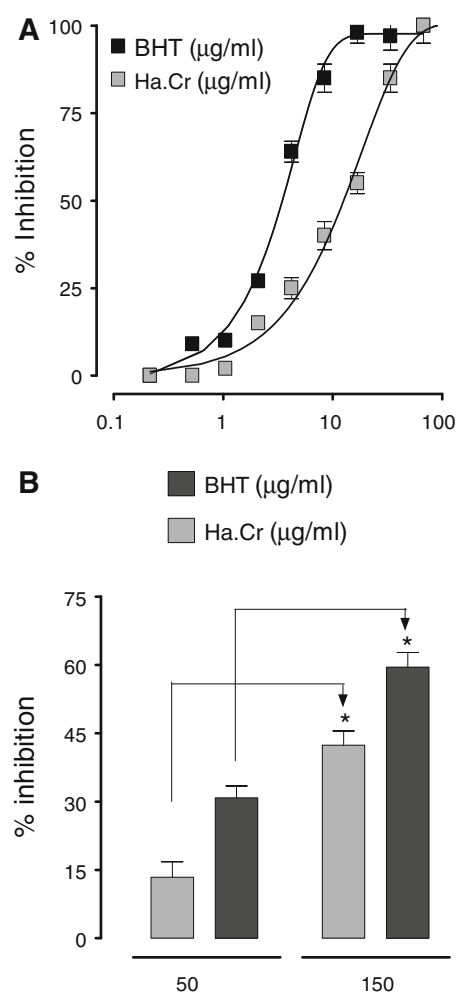 A
BHT (µg/ml)
Ha.Cr (µg/ml)
% Inhibition
100
75
50
25
0
0.1 1 10 100
B
BHT (µg/ml)
Ha.Cr (µg/ml)
% inhibition
75
60
45
30
15
0
*
*
50 150